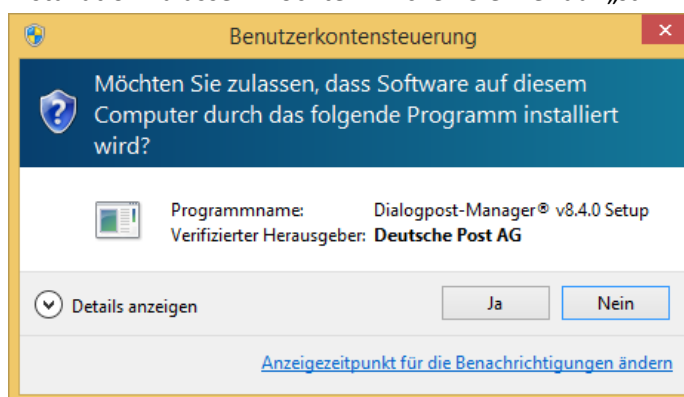 Benutzerkontensteuerung
Möchten Sie zulassen, dass Software auf diesem
Computer durch das folgende Programm installiert
wird?
Programmname: Dialogpost-Manager® v8.4.0 Setup
Verifizierter Herausgeber: Deutsche Post AG
Details anzeigen
Ja
Nein
Anzeigezeitpunkt für die Benachrichtigungen ändern